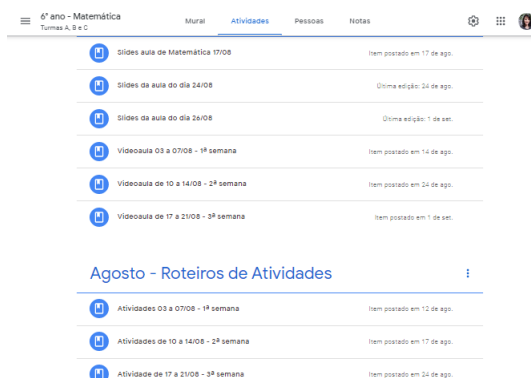 6º ano - Matemática
Turmas A, B e C
Mural Atividades Pessoas Notas
Slides aula de Matemática 17/08 Item postado em 17 de ago.
Slides da aula do dia 24/08 Última edição: 24 de ago.
Slides da aula do dia 26/08 Última edição: 1 de set.
Videoaula 03 a 07/08 - 1ª semana Item postado em 14 de ago.
Videoaula de 10 a 14/08 - 2ª semana Item postado em 24 de ago.
Videoaula de 17 a 21/08 - 3ª semana Item postado em 1 de set.
Agosto - Roteiros de Atividades
Atividades 03 a 07/08 - 1ª semana Item postado em 12 de ago.
Atividades de 10 a 14/08 - 2ª semana Item postado em 17 de ago.
Atividade de 17 a 21/08 - 3ª semana Item postado em 24 de ago.